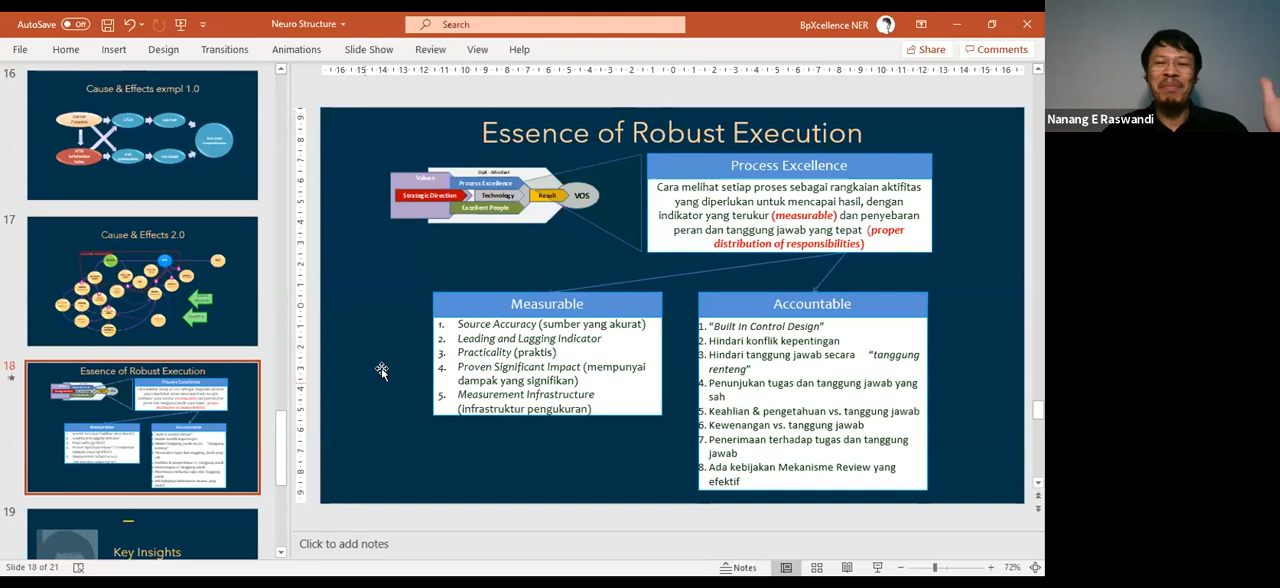 AutoSave Off
Neuro Structure
Search
BpXcellence NER
File Home Insert Design Transitions Animations Slide Show Review View Help
Share Comments
16
Cause & Effects exmpl 1.0
17
Cause & Effects 2.0
18
Essence of Robust Execution
19
Key Insights
Essence of Robust Execution
OpX - Mindset
Values
Process Excellence
Strategic Direction
Technology
Result
VOS
Excellent People
Process Excellence
Cara melihat setiap proses sebagai rangkaian aktifitas
yang diperlukan untuk mencapai hasil, dengan
indikator yang terukur (measurable) dan penyebaran
peran dan tanggung jawab yang tepat (proper
distribution of responsibilities)
Measurable
1. Source Accuracy (sumber yang akurat)
2. Leading and Lagging Indicator
3. Practicality (praktis)
4. Proven Significant Impact (mempunyai
dampak yang signifikan)
5. Measurement Infrastructure
(infrastruktur pengukuran)
Accountable
1. “Built In Control Design”
2. Hindari konflik kepentingan
3. Hindari tanggung jawab secara “tanggung
renteng”
4. Penunjukan tugas dan tanggung jawab yang
sah
5. Keahlian & pengetahuan vs. tanggung jawab
6. Kewenangan vs. tanggung jawab
7. Penerimaan terhadap tugas dan tanggung
jawab
8. Ada kebijakan Mekanisme Review yang
efektif
Click to add notes
Slide 18 of 21
Notes
72%
Nanang E Raswandi